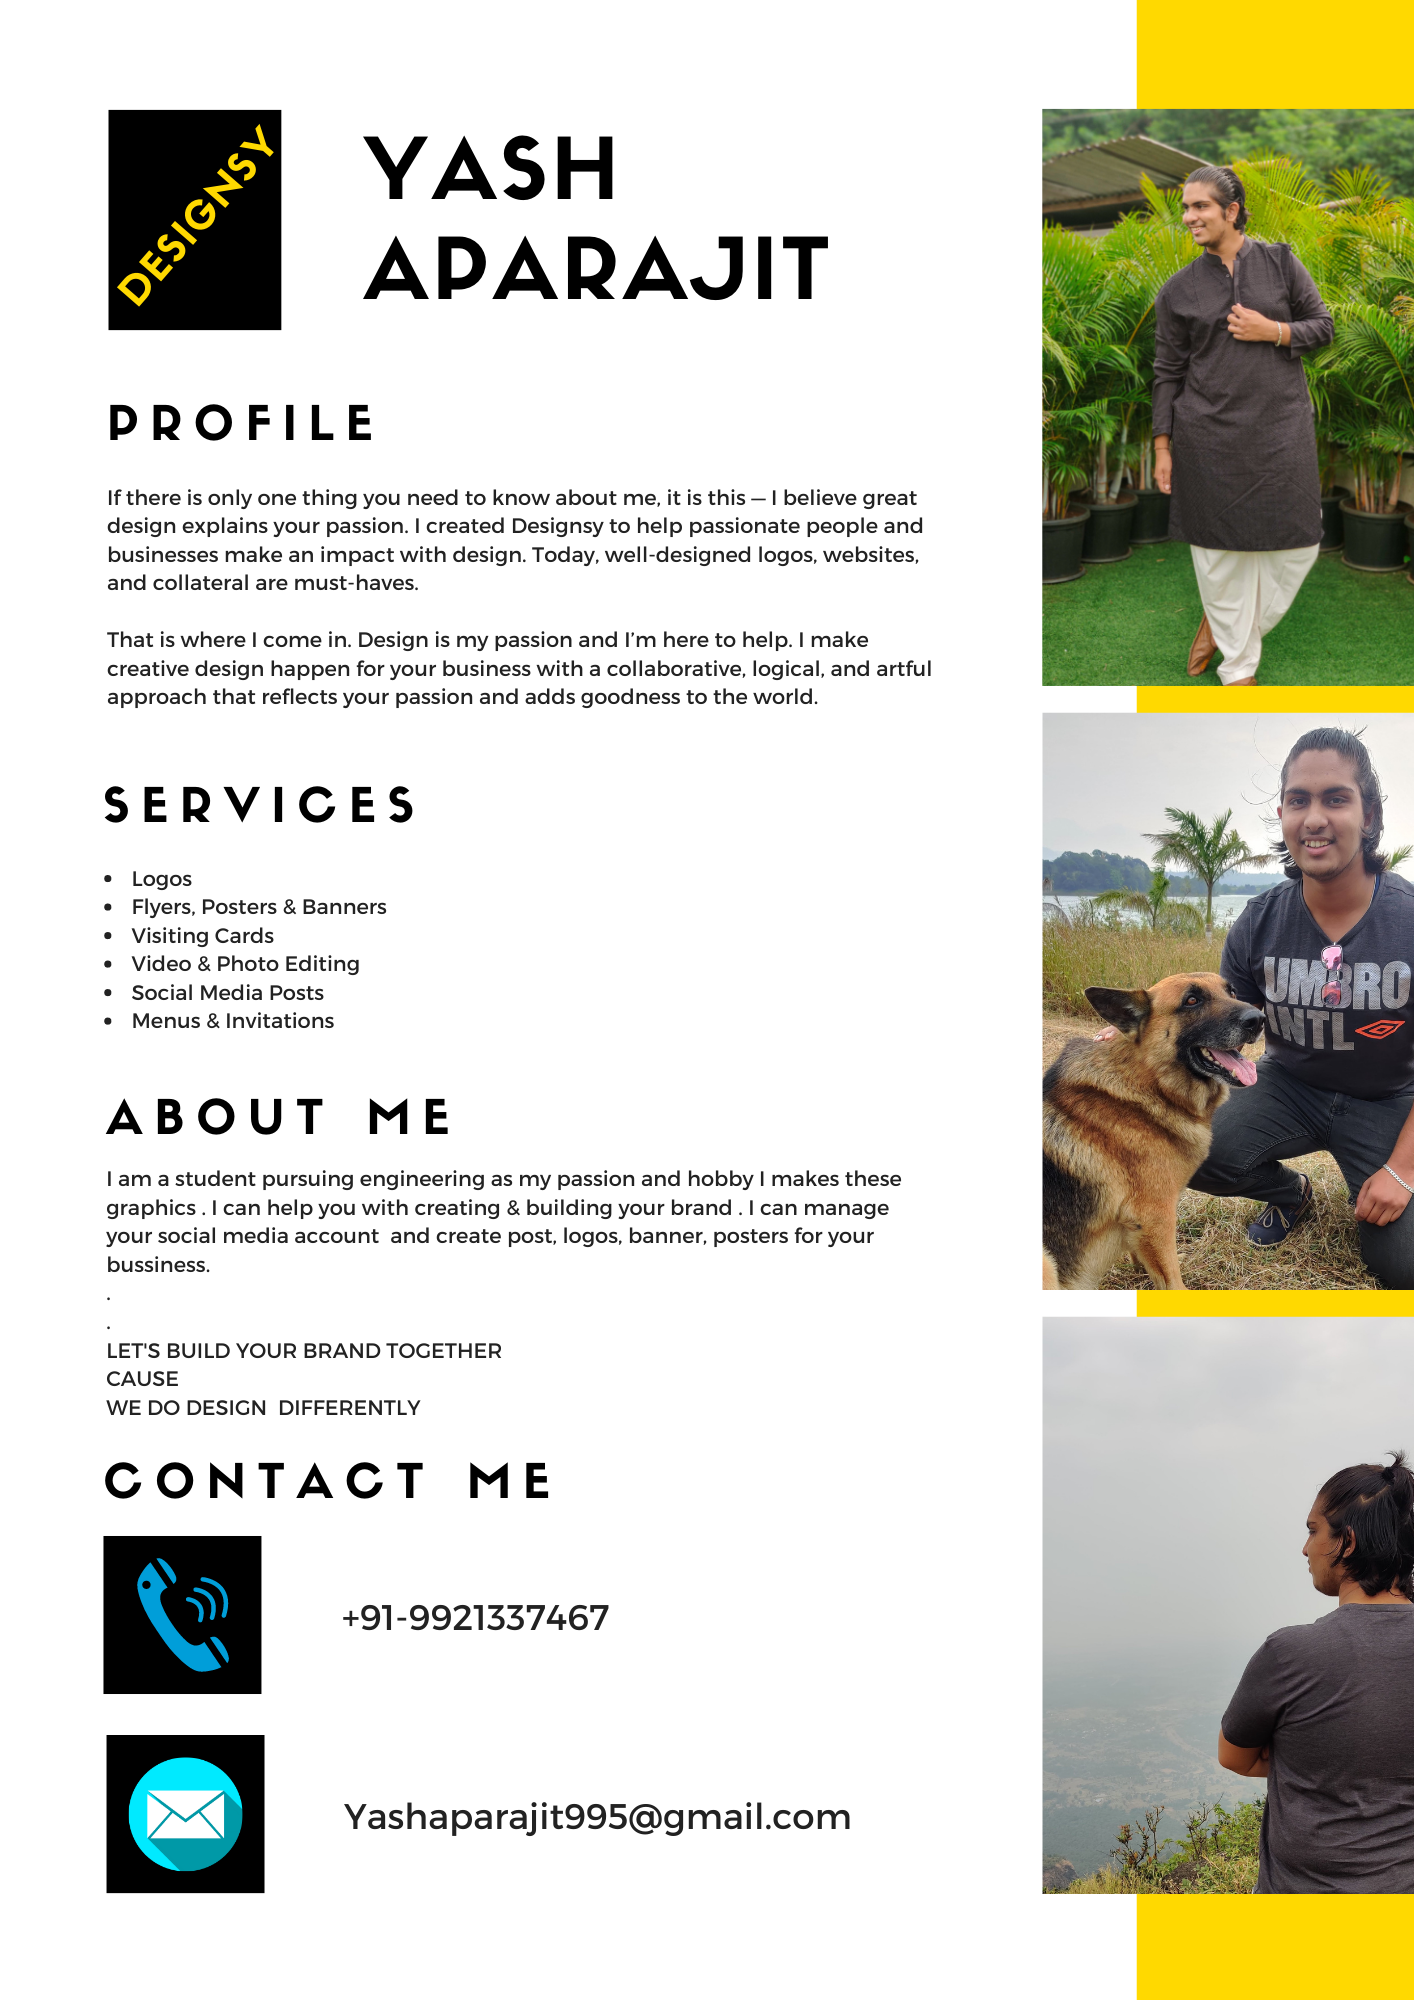 DESIGNSY
YASH
APARAJIT
PROFILE
If there is only one thing you need to know about me, it is this — I believe great
design explains your passion. I created Designsy to help passionate people and
businesses make an impact with design. Today, well-designed logos, websites,
and collateral are must-haves.
That is where I come in. Design is my passion and I’m here to help. I make
creative design happen for your business with a collaborative, logical, and artful
approach that reflects your passion and adds goodness to the world.
SERVICES
• Logos
• Flyers, Posters & Banners
• Visiting Cards
• Video & Photo Editing
• Social Media Posts
• Menus & Invitations
UMBRO
INTL
ABOUT ME
I am a student pursuing engineering as my passion and hobby I makes these
graphics . I can help you with creating & building your brand . I can manage
your social media account  and create post, logos, banner, posters for your
bussiness.
.
.
LET'S BUILD YOUR BRAND TOGETHER
CAUSE
WE DO DESIGN  DIFFERENTLY
CONTACT ME
+91-9921337467
Yashaparajit995@gmail.com